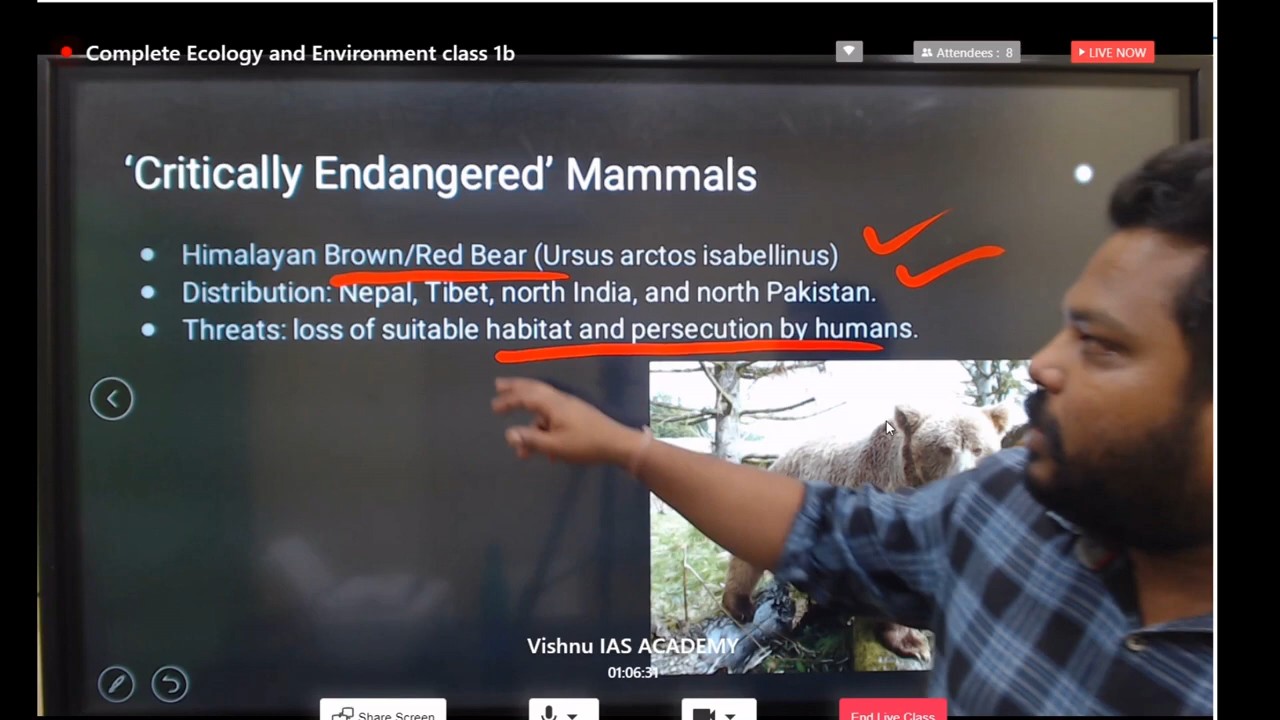 Complete Ecology and Environment class 1b
Attendees : 8
LIVE NOW
'Critically Endangered' Mammals
Himalayan Brown/Red Bear (Ursus arctos isabellinus)
Distribution: Nepal, Tibet, north India, and north Pakistan.
Threats: loss of suitable habitat and persecution by humans.
Vishnu IAS ACADEMY
01:06:31
Share Screen
End Live Class